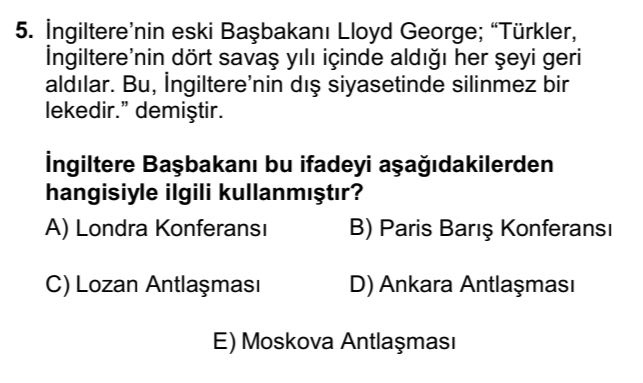 5. İngiltere’nin eski Başbakanı Lloyd George; “Türkler,
İngiltere’nin dört savaş yılı içinde aldığı her şeyi geri
aldılar. Bu, İngiltere’nin dış siyasetinde silinmez bir
lekedir.” demiştir.
İngiltere Başbakanı bu ifadeyi aşağıdakilerden
hangisiyle ilgili kullanmıştır?
A) Londra Konferansı B) Paris Barış Konferansı
C) Lozan Antlaşması D) Ankara Antlaşması
E) Moskova Antlaşması